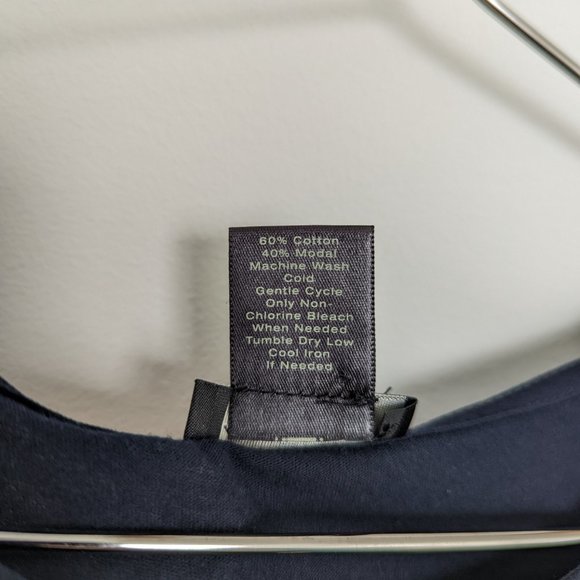 60% Cotton
40% Modal
Machine Wash
Cold
Gentle Cycle
Only Non-
Chlorine Bleach
When Needed
Tumble Dry Low
Cool Iron
If Needed